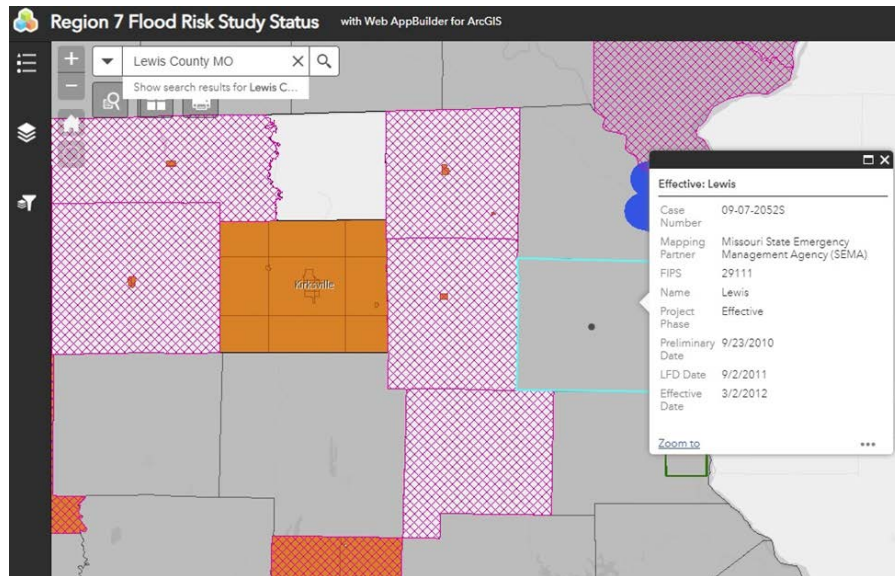 Region 7 Flood Risk Study Status with Web AppBuilder for ArcGIS
Lewis County MO
Show search results for Lewis C...
Kirksville
Effective: Lewis
Case Number 09-07-2052S
Mapping Partner Missouri State Emergency Management Agency (SEMA)
FIPS 29111
Name Lewis
Project Phase Effective
Preliminary Date 9/23/2010
LFD Date 9/2/2011
Effective Date 3/2/2012
Zoom to